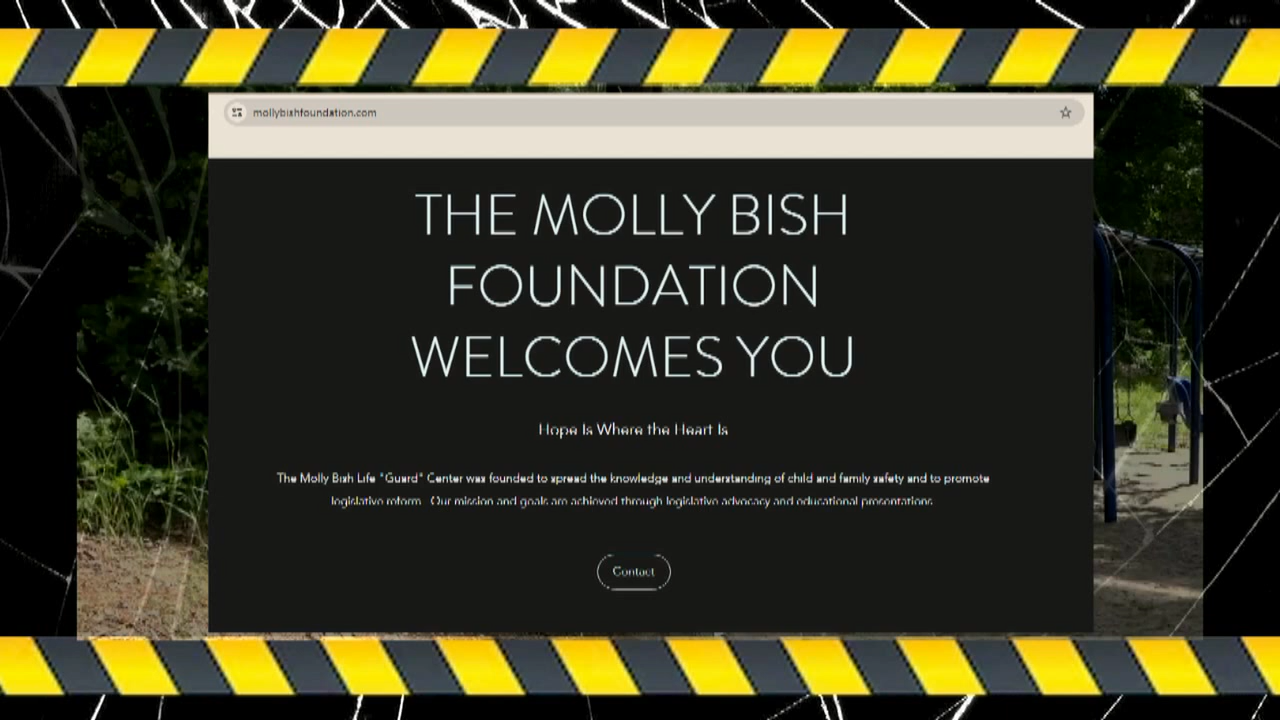 mollybishfoundation.com
THE MOLLY BISH
FOUNDATION
WELCOMES YOU
Hope Is Where the Heart Is
The Molly Bish Life "Guard" Center was founded to spread the knowledge and understanding of child and family safety and to promote
legislative reform. Our mission and goals are achieved through legislative advocacy and educational presentations.
Contact